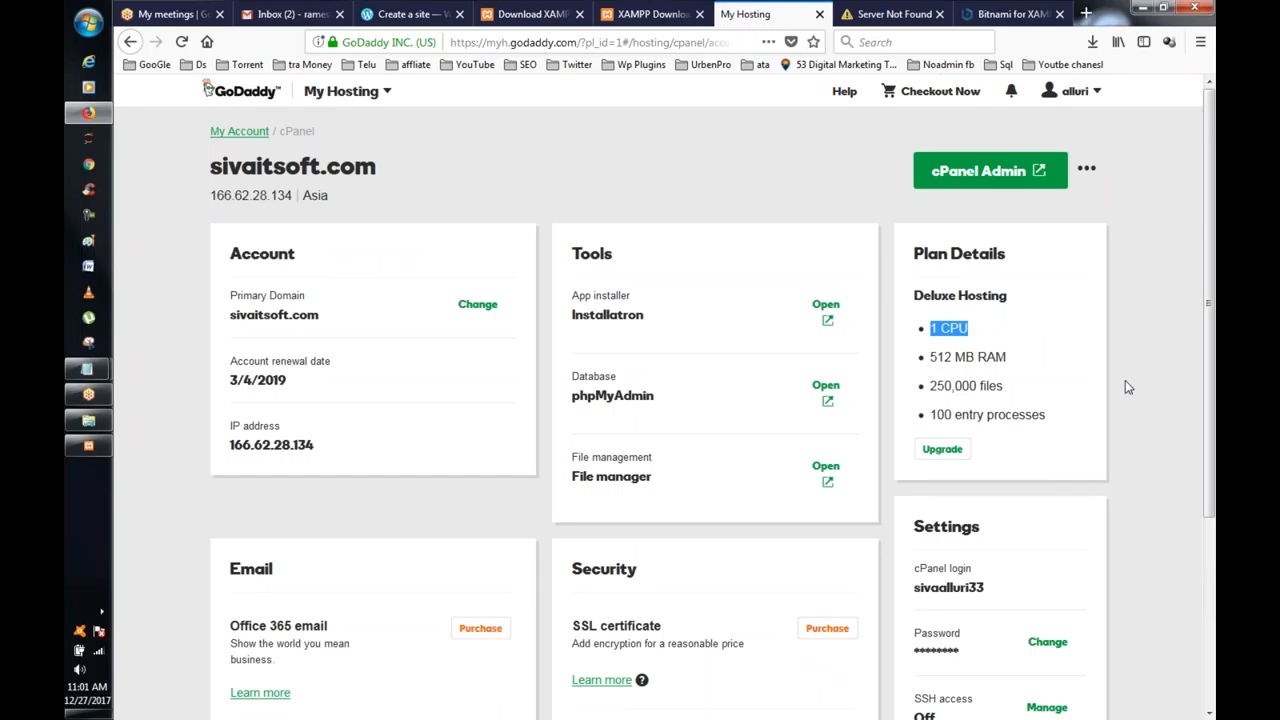 My meetings | Go
Inbox (2) - rames
Create a site — W
Download XAMP
XAMPP Downloa
My Hosting
Server Not Found
Bitnami for XAM
GoDaddy INC. (US)
https://myh.godaddy.com/?pl_id=1#/hosting/cpanel/acc
Search
GooGle
Ds
Torrent
tra Money
Telu
affliate
YouTube
SEO
Twitter
Wp Plugins
UrbenPro
ata
53 Digital Marketing T...
Noadmin fb
Sql
Youtbe chanesl
GoDaddy™
My Hosting
Help
Checkout Now
alluri
My Account / cPanel
sivaitsoft.com
166.62.28.134 | Asia
cPanel Admin
Account
Primary Domain
sivaitsoft.com
Change
Account renewal date
3/4/2019
IP address
166.62.28.134
Tools
App installer
Installatron
Open
Database
phpMyAdmin
Open
File management
File manager
Open
Plan Details
Deluxe Hosting
• 1 CPU
• 512 MB RAM
• 250,000 files
• 100 entry processes
Upgrade
Email
Office 365 email
Show the world you mean
business.
Learn more
Purchase
Security
SSL certificate
Add encryption for a reasonable price
Learn more
Purchase
Settings
cPanel login
sivaalluri33
Password
********
Change
SSH access
Off
Manage
11:01 AM
12/27/2017